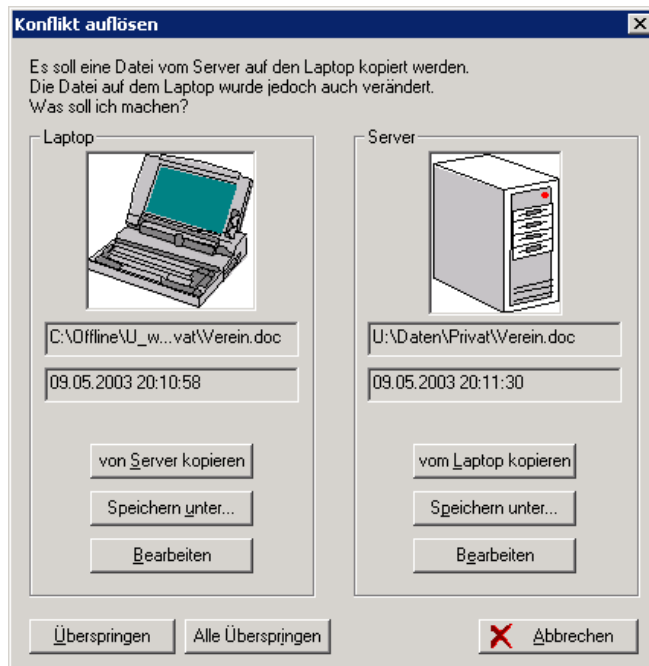 Konflikt auflösen
Es soll eine Datei vom Server auf den Laptop kopiert werden.
Die Datei auf dem Laptop wurde jedoch auch verändert.
Was soll ich machen?
Laptop
C:\Offline\U_w...vat\Verein.doc
09.05.2003 20:10:58
von Server kopieren
Speichern unter...
Bearbeiten
Server
U:\Daten\Privat\Verein.doc
09.05.2003 20:11:30
vom Laptop kopieren
Speichern unter...
Bearbeiten
Überspringen
Alle Überspringen
Abbrechen